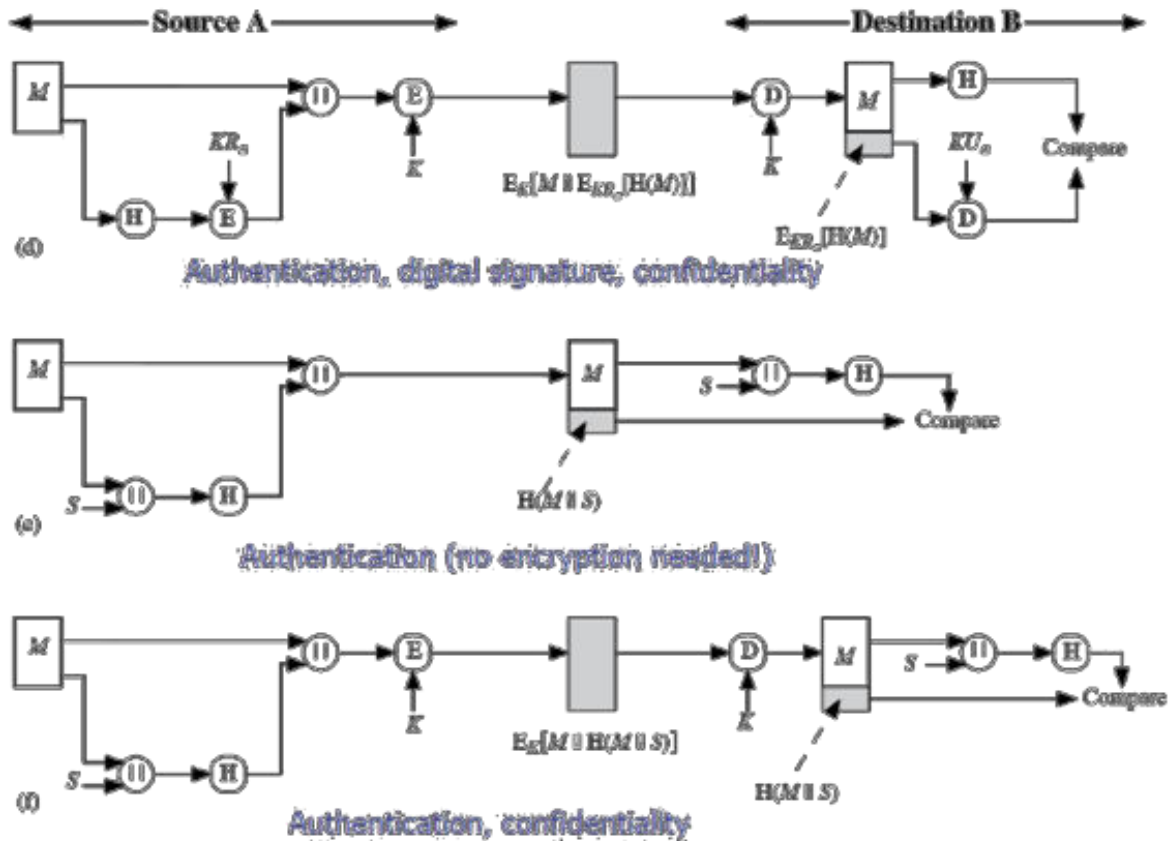 Source A
Destination B
M
||
E
D
M
H
KRa
K
K
KUa
Compare
EK[M || EKRa[H(M)]]
H
E
D
EKRa[H(M)]
(d)
Authentication, digital signature, confidentiality
M
||
M
S
||
H
Compare
S
||
H
H(M || S)
(e)
Authentication (no encryption needed!)
M
||
E
D
M
S
||
H
K
K
Compare
EK[M || H(M || S)]
S
||
H
H(M || S)
(f)
Authentication, confidentiality